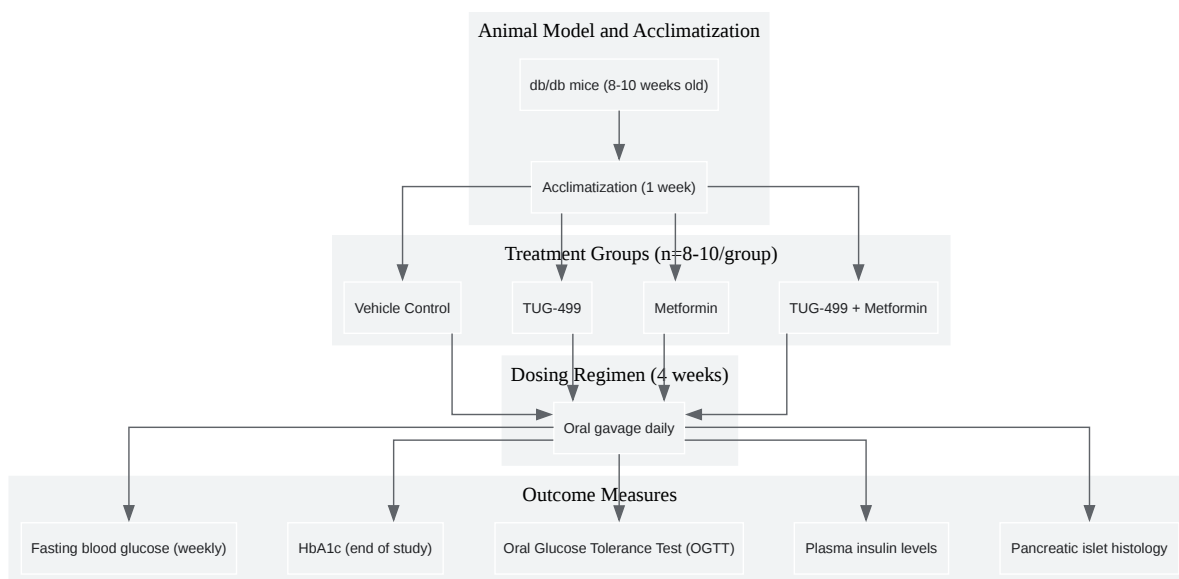 Animal Model and Acclimatization
db/db mice (8-10 weeks old)
Acclimatization (1 week)
Treatment Groups (n=8-10/group)
Vehicle Control
TUG-499
Metformin
TUG-499 + Metformin
Dosing Regimen (4 weeks)
Oral gavage daily
Outcome Measures
Fasting blood glucose (weekly)
HbA1c (end of study)
Oral Glucose Tolerance Test (OGTT)
Plasma insulin levels
Pancreatic islet histology